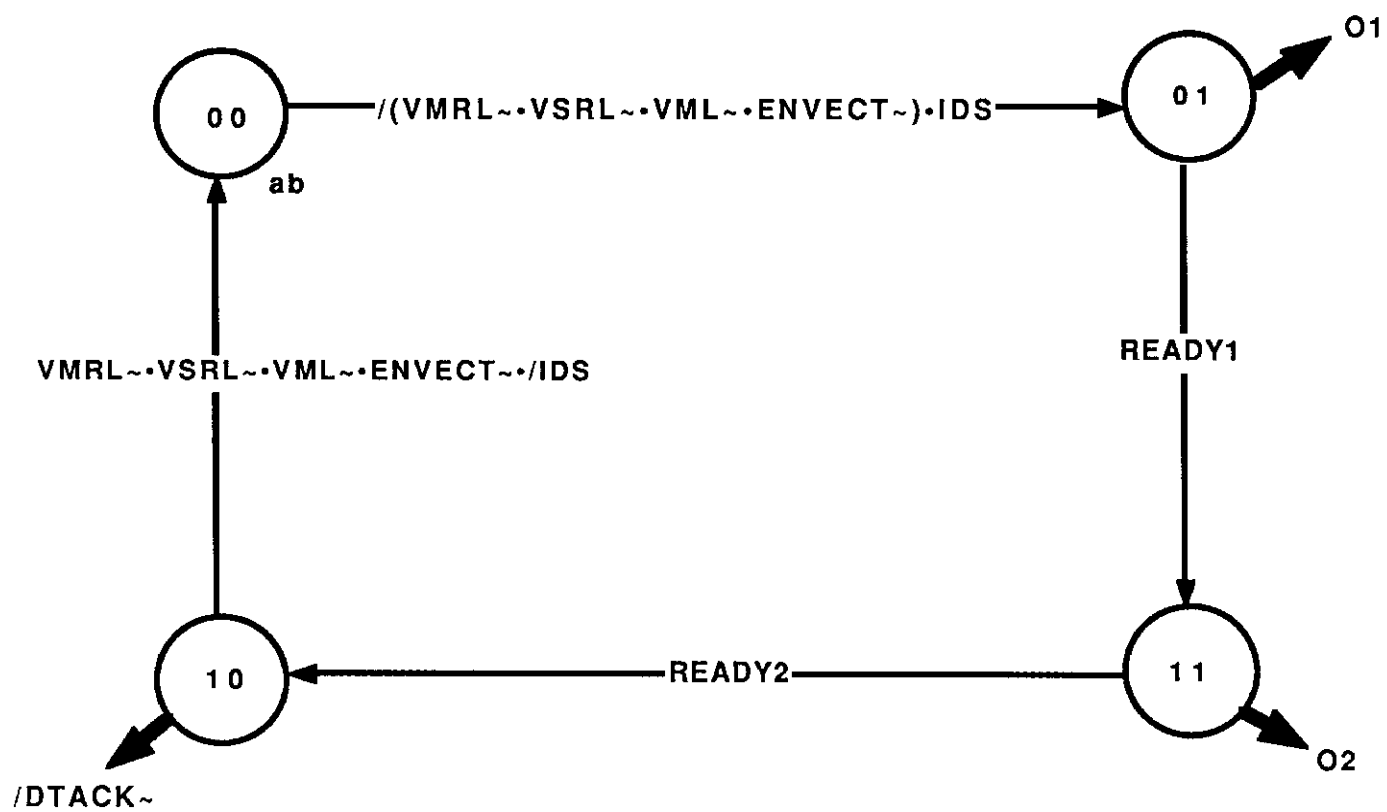 O1
00
/(VMRL~·VSRL~·VML~·ENVECT~)·IDS
01
ab
VMRL~·VSRL~·VML~·ENVECT~·/IDS
READY1
10
READY2
11
O2
/DTACK~